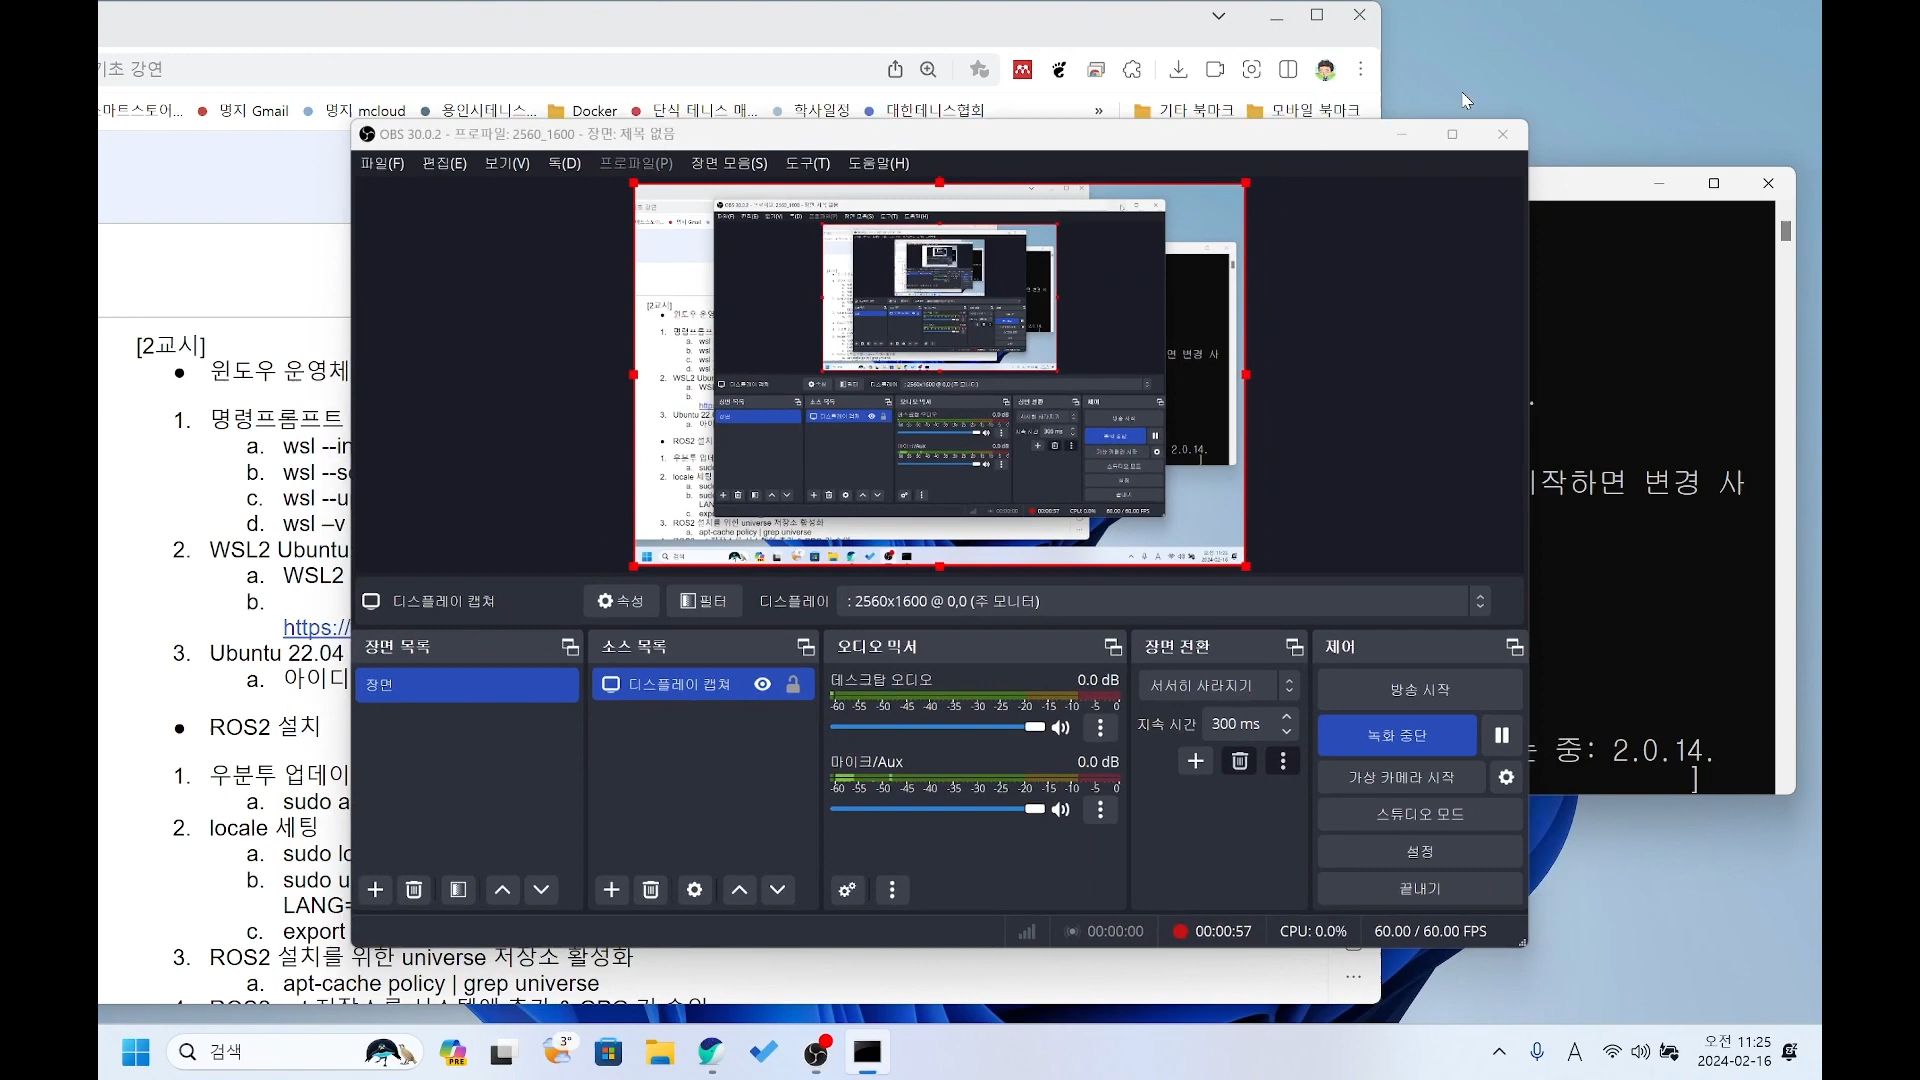 기초 강연
스마트스토어...
명지 Gmail
명지 mcloud
용인시테니스...
Docker
단식 테니스 매...
학사일정
대한테니스협회
»
기타 북마크
모바일 북마크
OBS 30.0.2 - 프로파일: 2560_1600 - 장면: 제목 없음
파일(F) 편집(E) 보기(V) 독(D) 프로파일(P) 장면 모음(S) 도구(T) 도움말(H)
[2교시]
● 윈도우 운영체
1. 명령프롬프트
a. wsl --in
b. wsl --se
c. wsl --up
d. wsl –v
2. WSL2 Ubuntu
a. WSL2
b.
https://
3. Ubuntu 22.04
a. 아이디
● ROS2 설치
1. 우분투 업데이
a. sudo a
2. locale 세팅
a. sudo lo
b. sudo u
LANG=
c. export
3. ROS2 설치를 위한 universe 저장소 활성화
a. apt-cache policy | grep universe
디스플레이 캡쳐
속성
필터
디스플레이
: 2560x1600 @ 0,0 (주 모니터)
장면 목록
장면
소스 목록
디스플레이 캡쳐
오디오 믹서
데스크탑 오디오 0.0 dB
-60 -55 -50 -45 -40 -35 -30 -25 -20 -15 -10 -5 0
마이크/Aux 0.0 dB
-60 -55 -50 -45 -40 -35 -30 -25 -20 -15 -10 -5 0
장면 전환
서서히 사라지기
지속 시간 300 ms
제어
방송 시작
녹화 중단
가상 카메라 시작
스튜디오 모드
설정
끝내기
00:00:00
00:00:57
CPU: 0.0%
60.00 / 60.00 FPS
작하면 변경 사
는 중: 2.0.14.
]
검색
PRE
3°
A
오전 11:25
2024-02-16